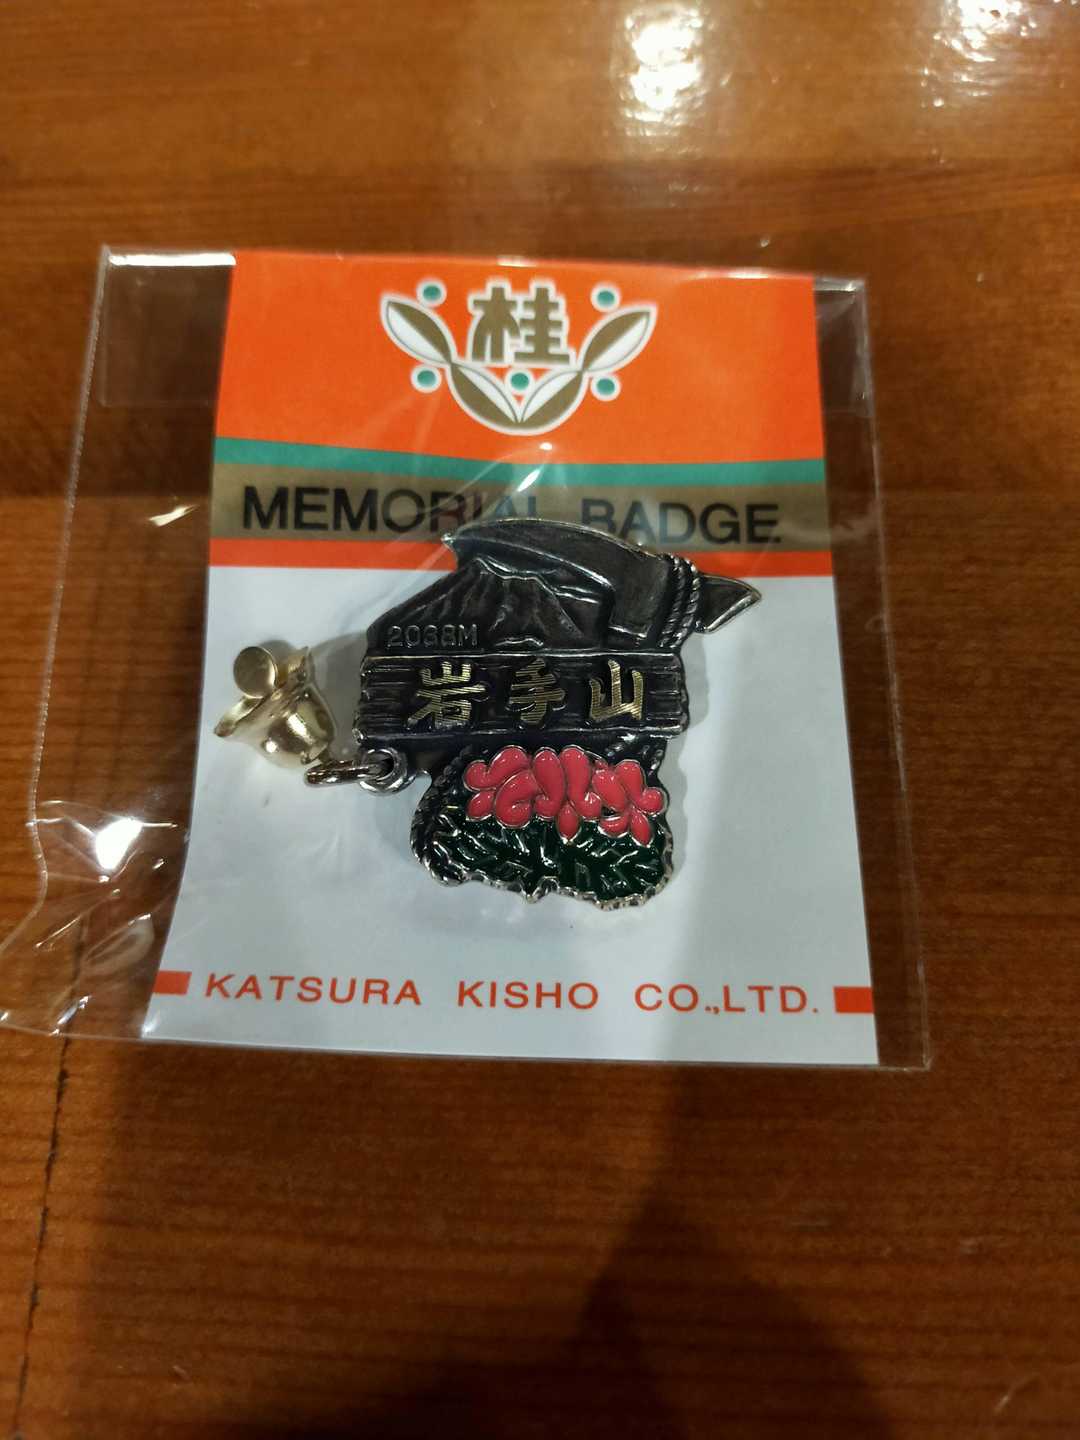 桂
MEMORIAL BADGE
2038M
岩手山
KATSURA KISHO CO.,LTD.